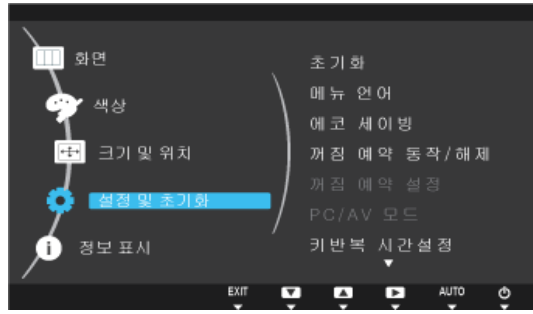 화면
색상
크기 및 위치
설정 및 초기화
정보 표시
초기화
메뉴 언어
에코 세이빙
꺼짐 예약 동작/해제
꺼짐 예약 설정
PC/AV 모드
키반복 시간설정
EXIT
AUTO